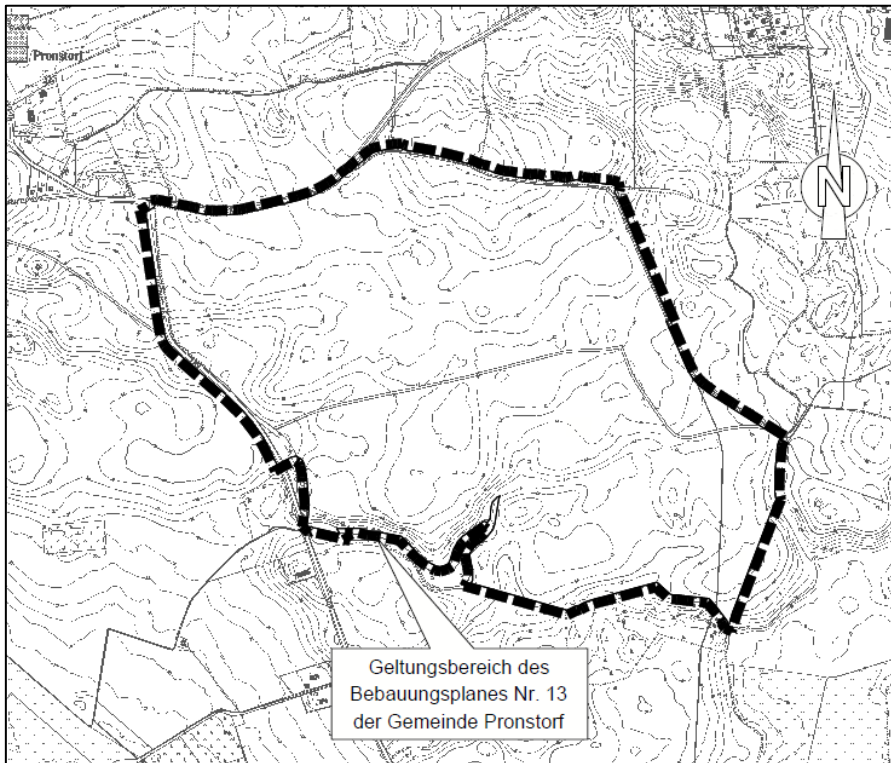 Pronstorf
N
Geltungsbereich des
Bebauungsplanes Nr. 13
der Gemeinde Pronstorf